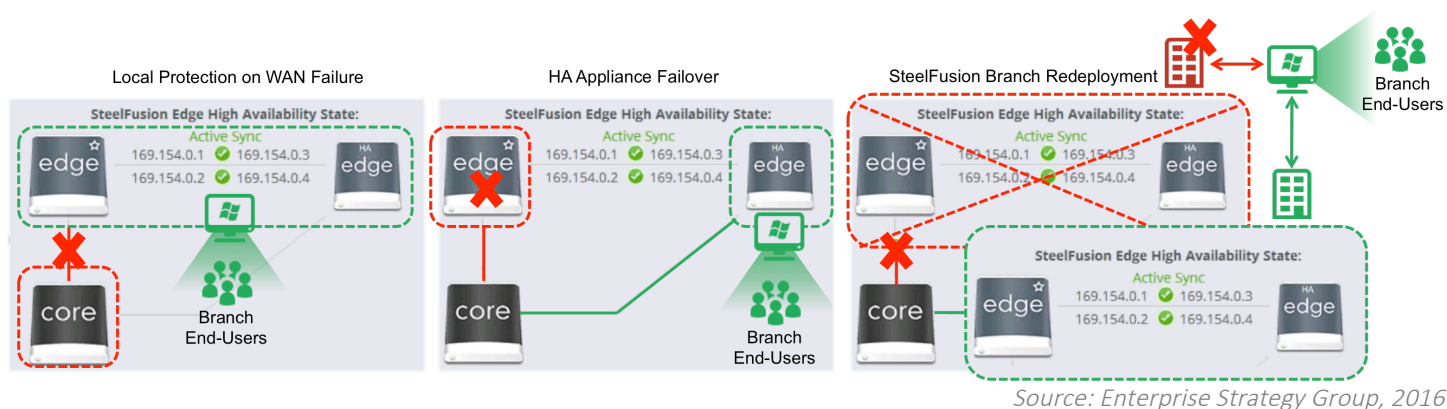 Local Protection on WAN Failure
SteelFusion Edge High Availability State:
Active Sync
169.154.0.1 169.154.0.3
169.154.0.2 169.154.0.4
edge
HA
edge
core
Branch
End-Users
HA Appliance Failover
SteelFusion Edge High Availability State:
Active Sync
169.154.0.1 169.154.0.3
169.154.0.2 169.154.0.4
edge
HA
edge
core
Branch
End-Users
SteelFusion Branch Redeployment
Branch
End-Users
SteelFusion Edge High Availability State:
Active Sync
169.154.0.1 169.154.0.3
169.154.0.2 169.154.0.4
edge
HA
edge
core
SteelFusion Edge High Availability State:
Active Sync
169.154.0.1 169.154.0.3
169.154.0.2 169.154.0.4
edge
HA
edge
Source: Enterprise Strategy Group, 2016